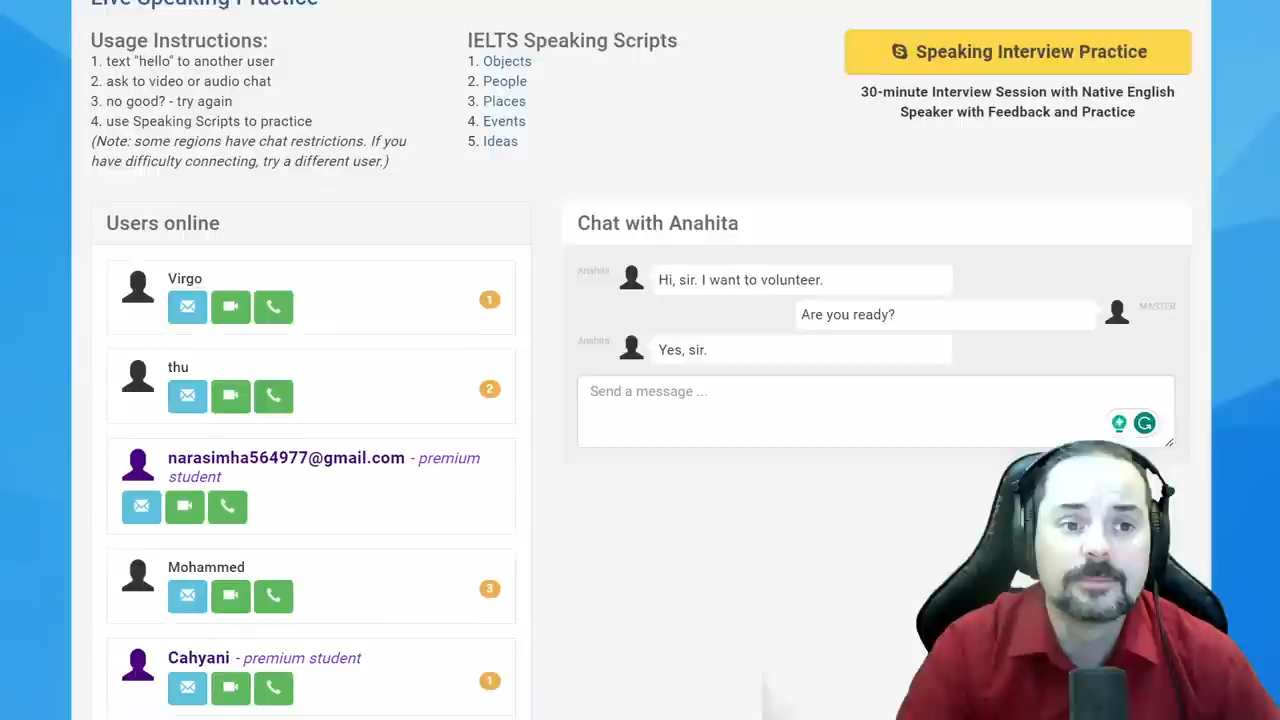 Live Speaking Practice
Usage Instructions:
1. text "hello" to another user
2. ask to video or audio chat
3. no good? - try again
4. use Speaking Scripts to practice
(Note: some regions have chat restrictions. If you
have difficulty connecting, try a different user.)
IELTS Speaking Scripts
1. Objects
2. People
3. Places
4. Events
5. Ideas
Speaking Interview Practice
30-minute Interview Session with Native English
Speaker with Feedback and Practice
Users online
Virgo
1
thu
2
narasimha564977@gmail.com - premium
student
Mohammed
3
Cahyani - premium student
1
Chat with Anahita
Anahita
Hi, sir. I want to volunteer.
Are you ready?
MASTER
Anahita
Yes, sir.
Send a message ...